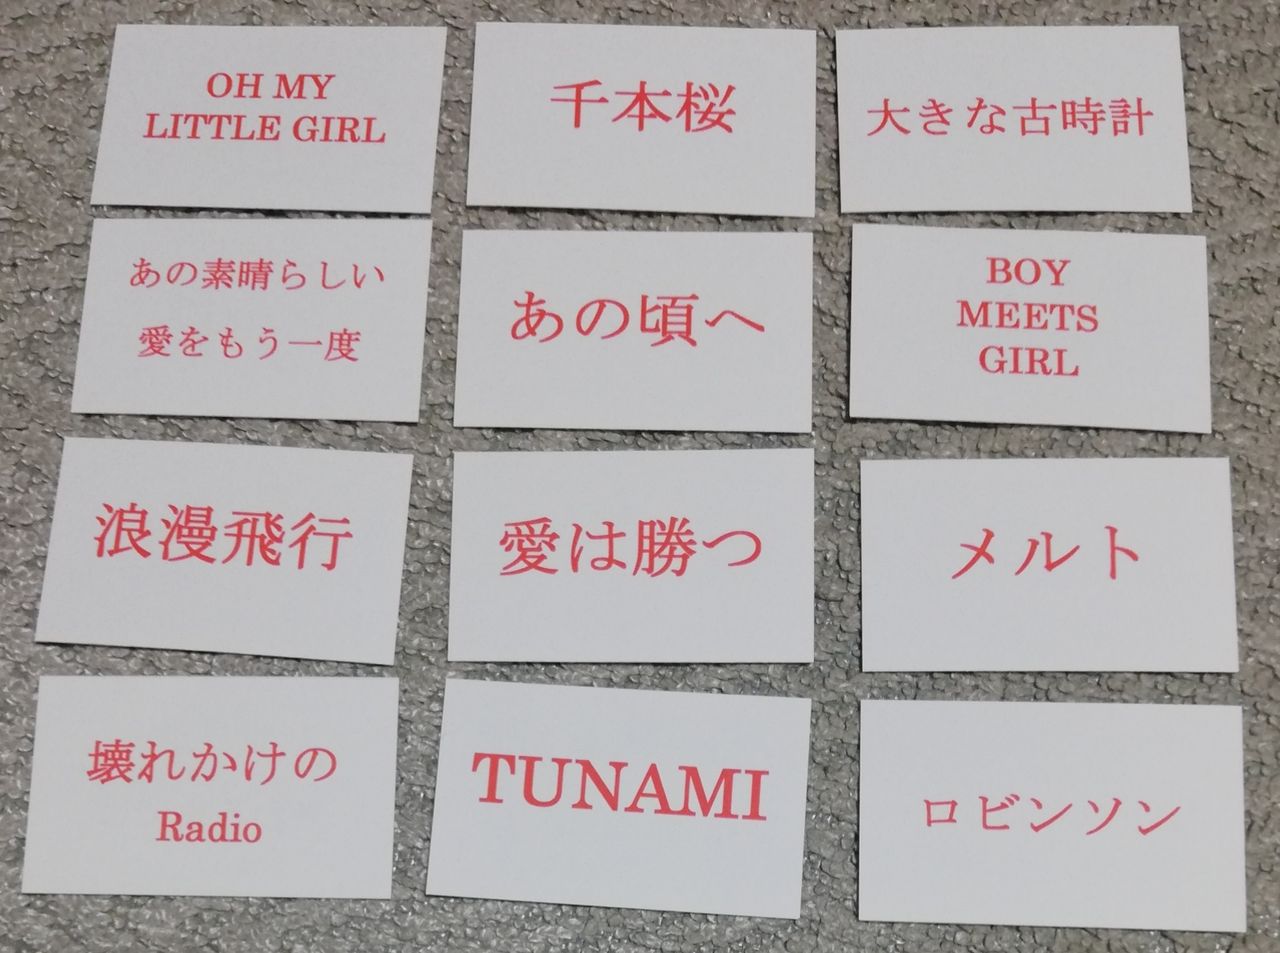 OH MY
LITTLE GIRL
千本桜
大きな古時計
あの素晴らしい
愛をもう一度
あの頃へ
BOY
MEETS
GIRL
浪漫飛行
愛は勝つ
メルト
壊れかけの
Radio
TUNAMI
ロビンソン